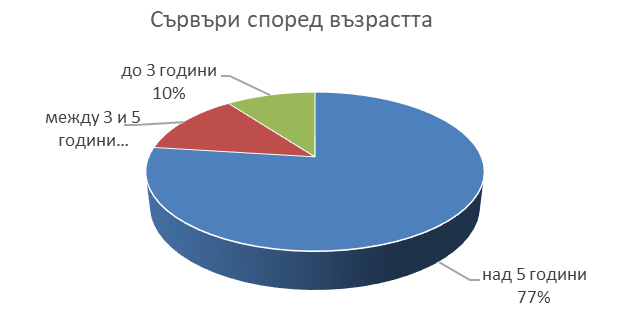 Сървъри според възрастта
до 3 години
10%
между 3 и 5
години...
над 5 години
77%